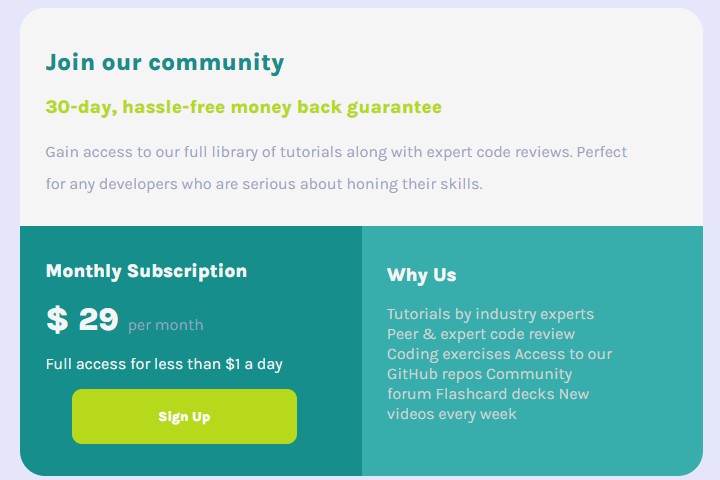 Join our community
30-day, hassle-free money back guarantee
Gain access to our full library of tutorials along with expert code reviews. Perfect
for any developers who are serious about honing their skills.
Monthly Subscription
$ 29 per month
Full access for less than $1 a day
Sign Up
Why Us
Tutorials by industry experts
Peer & expert code review
Coding exercises Access to our
GitHub repos Community
forum Flashcard decks New
videos every week